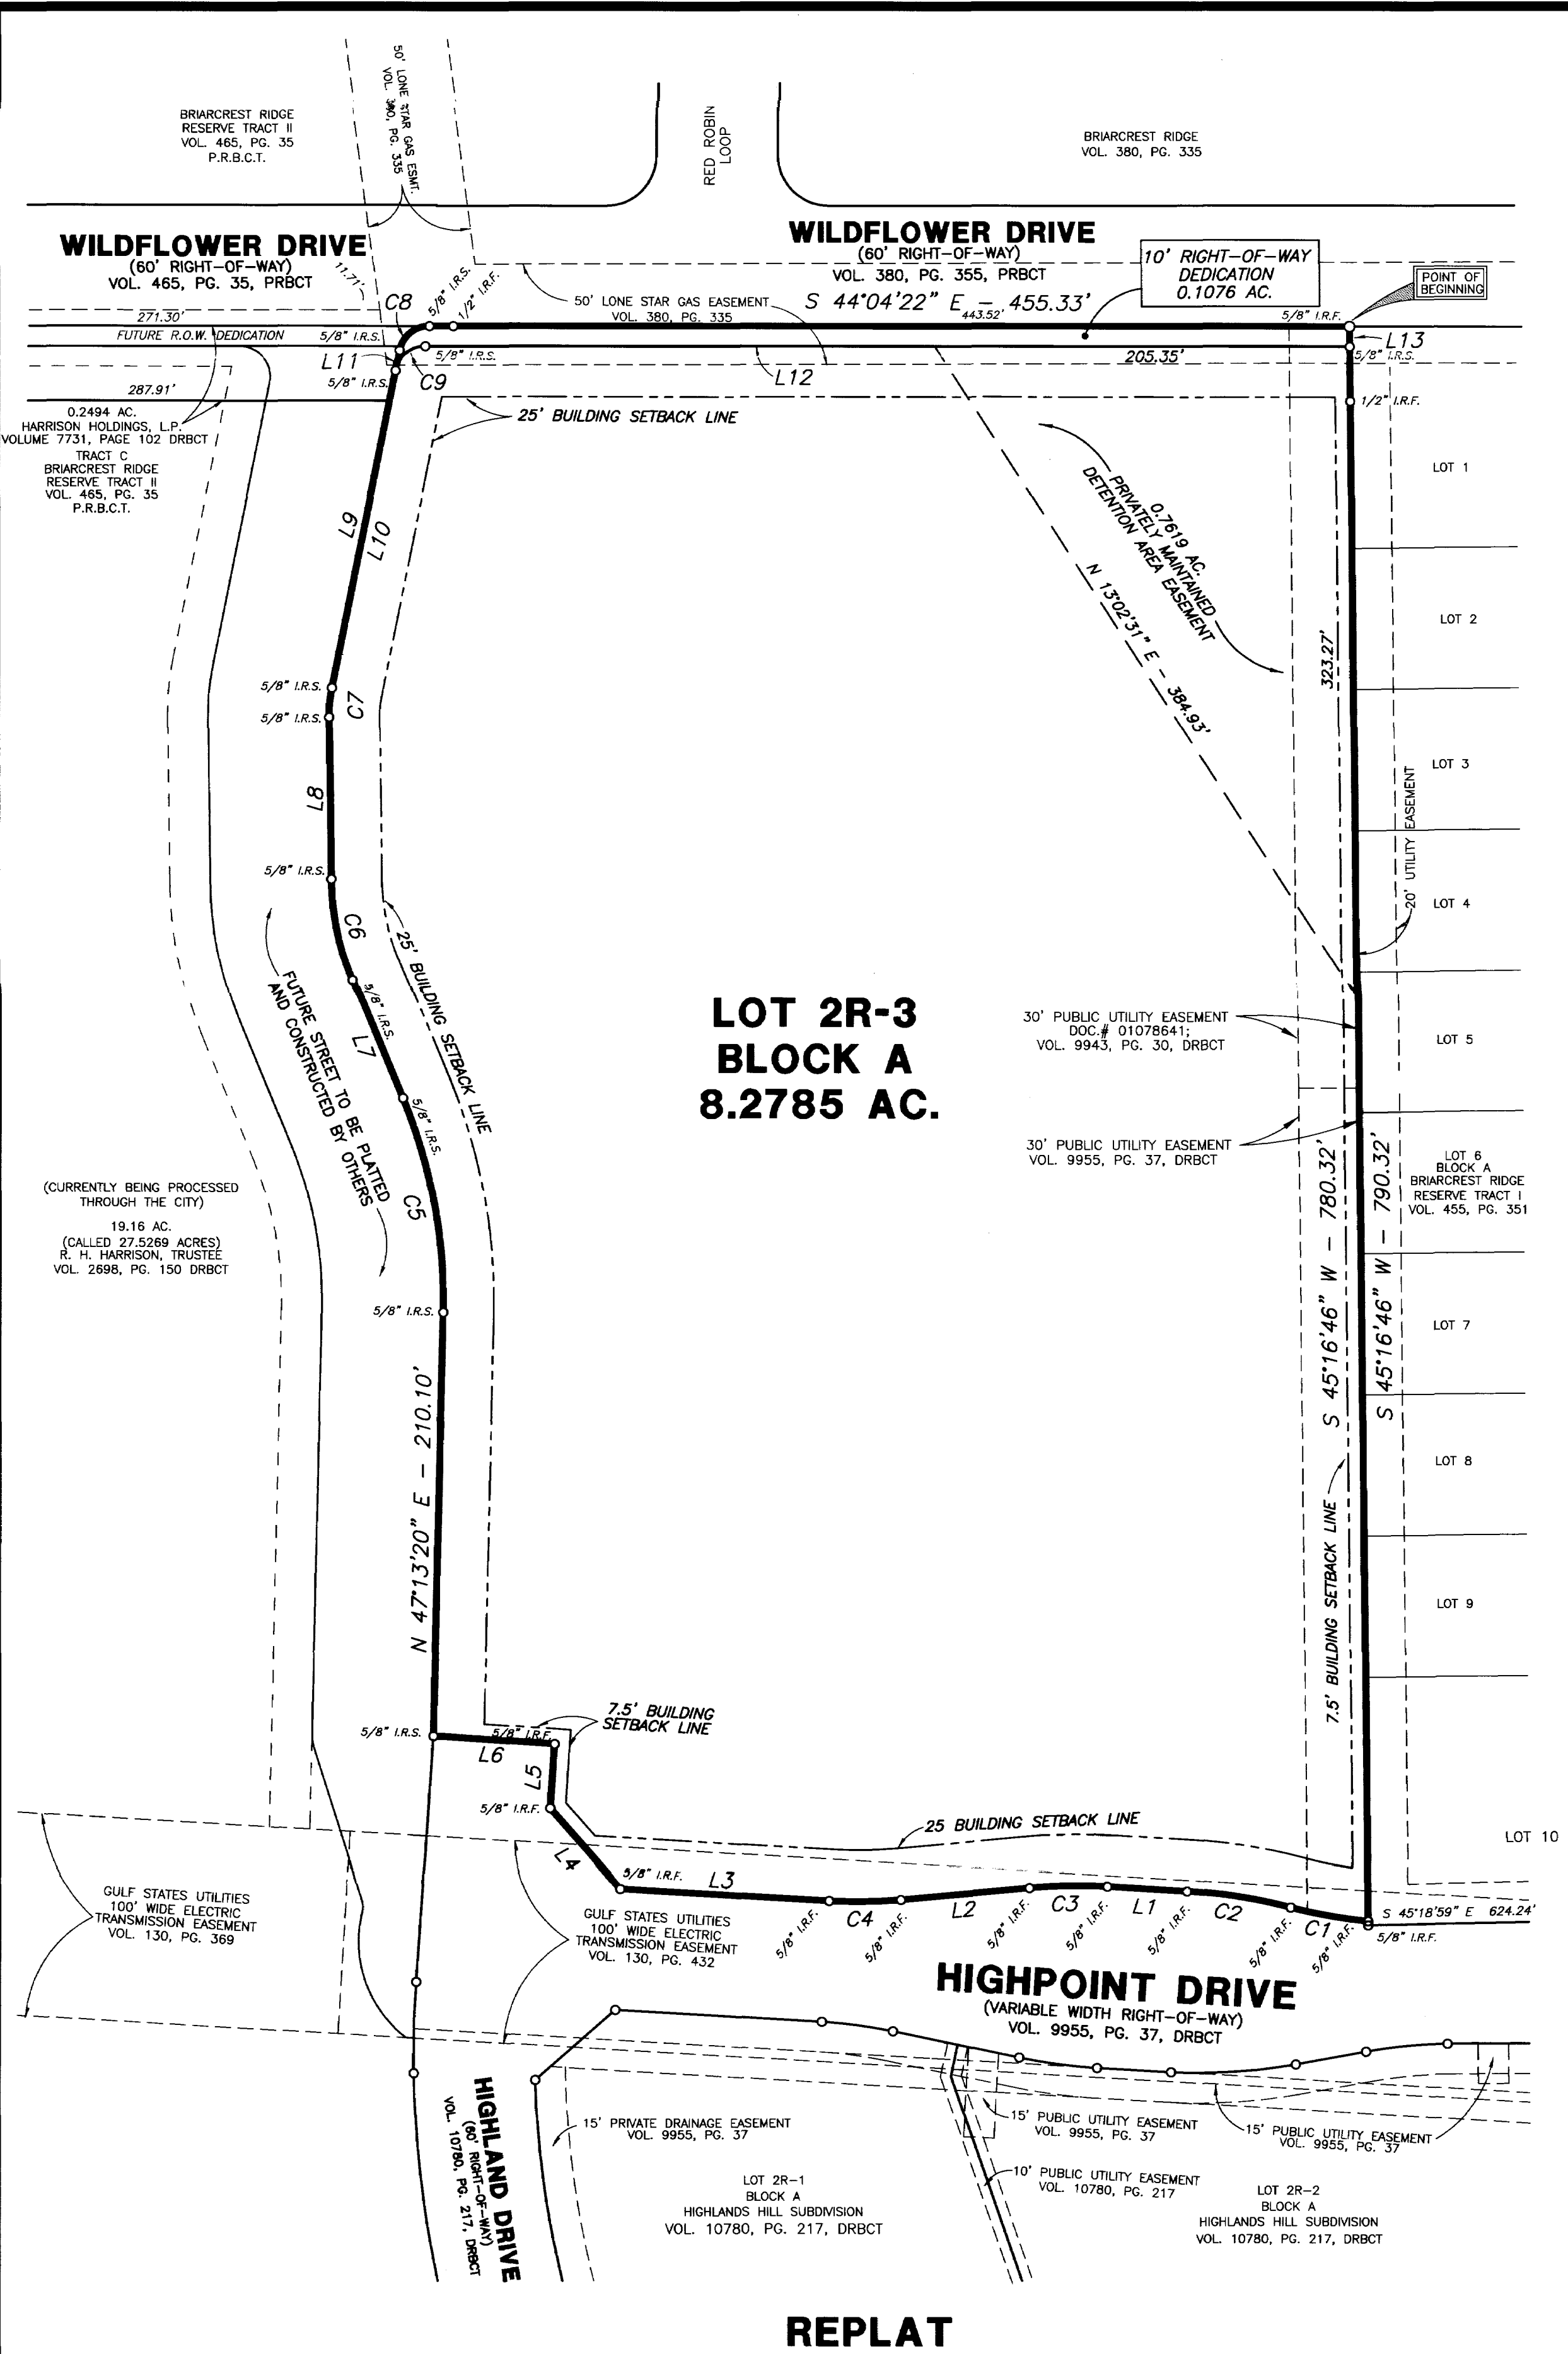 BRIARCREST RIDGE
RESERVE TRACT II
VOL. 465, PG. 35
P.R.B.C.T.
50' LONE STAR GAS ESMT.
VOL. 380, PG. 335
RED ROBIN
LOOP
BRIARCREST RIDGE
VOL. 380, PG. 335
WILDFLOWER DRIVE
(60' RIGHT-OF-WAY)
VOL. 465, PG. 35, PRBCT
WILDFLOWER DRIVE
(60' RIGHT-OF-WAY)
VOL. 380, PG. 355, PRBCT
10' RIGHT-OF-WAY
DEDICATION
0.1076 AC.
POINT OF
BEGINNING
11.71'
C8
5/8" I.R.S.
1/2" I.R.F.
50' LONE STAR GAS EASEMENT
VOL. 380, PG. 335
S 44°04'22" E - 455.33'
443.52'
5/8" I.R.F.
271.30'
FUTURE R.O.W. DEDICATION
5/8" I.R.S.
L11
5/8" I.R.S.
C9
5/8" I.R.S.
L12
205.35'
L13
5/8" I.R.S.
287.91'
1/2" I.R.F.
0.2494 AC.
HARRISON HOLDINGS, L.P.
VOLUME 7731, PAGE 102 DRBCT
TRACT C
BRIARCREST RIDGE
RESERVE TRACT II
VOL. 465, PG. 35
P.R.B.C.T.
25' BUILDING SETBACK LINE
0.7619 AC.
PRIVATELY MAINTAINED
DETENTION AREA EASEMENT
LOT 1
L9
L10
N 13°02'31" E - 384.93'
323.27'
LOT 2
5/8" I.R.S.
C7
5/8" I.R.S.
LOT 3
L8
20' UTILITY EASEMENT
5/8" I.R.S.
LOT 4
C6
25' BUILDING SETBACK LINE
FUTURE STREET TO BE PLATTED
AND CONSTRUCTED BY OTHERS
5/8" I.R.S.
L7
LOT 2R-3
BLOCK A
8.2785 AC.
30' PUBLIC UTILITY EASEMENT
DOC.# 01078641;
VOL. 9943, PG. 30, DRBCT
LOT 5
5/8" I.R.S.
30' PUBLIC UTILITY EASEMENT
VOL. 9955, PG. 37, DRBCT
LOT 6
BLOCK A
BRIARCREST RIDGE
RESERVE TRACT I
VOL. 455, PG. 351
C5
(CURRENTLY BEING PROCESSED
THROUGH THE CITY)
19.16 AC.
(CALLED 27.5269 ACRES)
R. H. HARRISON, TRUSTEE
VOL. 2698, PG. 150 DRBCT
S 45°16'46" W - 780.32'
S 45°16'46" W - 790.32'
5/8" I.R.S.
LOT 7
N 47°13'20" E - 210.10'
LOT 8
7.5' BUILDING SETBACK LINE
LOT 9
5/8" I.R.S.
5/8" I.R.F.
L6
7.5' BUILDING
SETBACK LINE
L5
5/8" I.R.F.
25 BUILDING SETBACK LINE
LOT 10
L4
5/8" I.R.F.
L3
GULF STATES UTILITIES
100' WIDE ELECTRIC
TRANSMISSION EASEMENT
VOL. 130, PG. 369
GULF STATES UTILITIES
100' WIDE ELECTRIC
TRANSMISSION EASEMENT
VOL. 130, PG. 432
5/8" I.R.F.
C4
5/8" I.R.F.
L2
5/8" I.R.F.
C3
5/8" I.R.F.
L1
5/8" I.R.F.
C2
5/8" I.R.F.
C1
5/8" I.R.F.
S 45°18'59" E 624.24'
5/8" I.R.F.
HIGHPOINT DRIVE
(VARIABLE WIDTH RIGHT-OF-WAY)
VOL. 9955, PG. 37, DRBCT
HIGHLAND DRIVE
(60' RIGHT-OF-WAY)
VOL. 10780, PG. 217, DRBCT
15' PRIVATE DRAINAGE EASEMENT
VOL. 9955, PG. 37
15' PUBLIC UTILITY EASEMENT
VOL. 9955, PG. 37
15' PUBLIC UTILITY EASEMENT
VOL. 9955, PG. 37
10' PUBLIC UTILITY EASEMENT
VOL. 10780, PG. 217
LOT 2R-1
BLOCK A
HIGHLANDS HILL SUBDIVISION
VOL. 10780, PG. 217, DRBCT
LOT 2R-2
BLOCK A
HIGHLANDS HILL SUBDIVISION
VOL. 10780, PG. 217, DRBCT
REPLAT